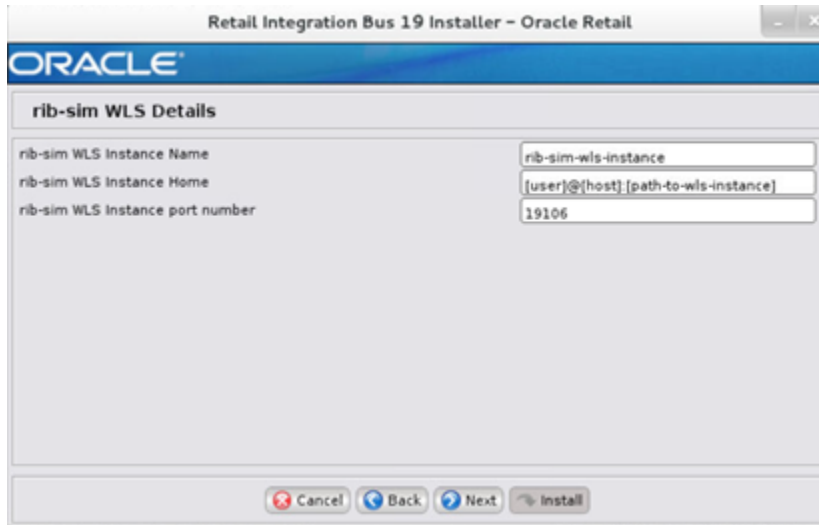 Retail Integration Bus 19 Installer – Oracle Retail
ORACLE®
rib-sim WLS Details
rib-sim WLS Instance Name
rib-sim-wls-instance
rib-sim WLS Instance Home
[user]@[host]:[path-to-wls-instance]
rib-sim WLS Instance port number
19106
Cancel Back Next Install